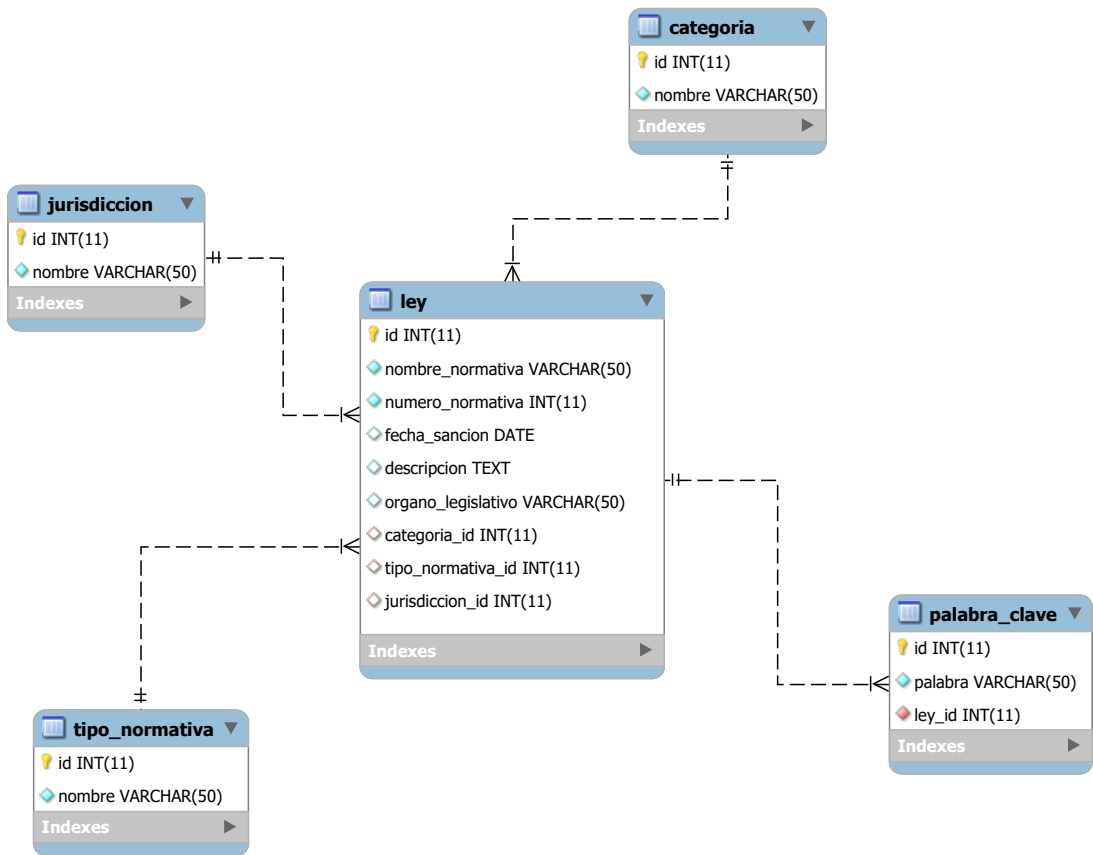 categoria
id INT(11)
nombre VARCHAR(50)
Indexes
jurisdiccion
id INT(11)
nombre VARCHAR(50)
Indexes
ley
id INT(11)
nombre_normativa VARCHAR(50)
numero_normativa INT(11)
fecha_sancion DATE
descripcion TEXT
organo_legislativo VARCHAR(50)
categoria_id INT(11)
tipo_normativa_id INT(11)
jurisdiccion_id INT(11)
Indexes
palabra_clave
id INT(11)
palabra VARCHAR(50)
ley_id INT(11)
Indexes
tipo_normativa
id INT(11)
nombre VARCHAR(50)
Indexes